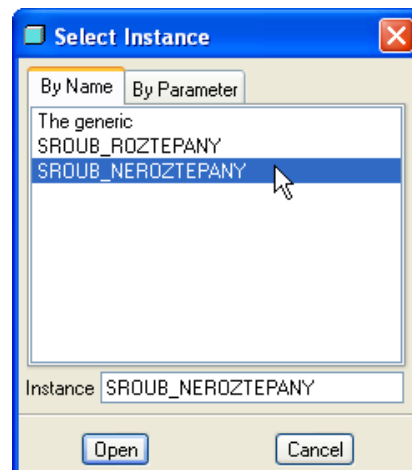 Select Instance
By Name By Parameter
The generic
SROUB_ROZTEPANY
SROUB_NEROZTEPANY
Instance SROUB_NEROZTEPANY
Open Cancel